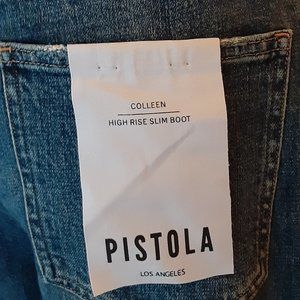 COLLEEN
HIGH RISE SLIM BOOT
PISTOLA
LOS ANGELES